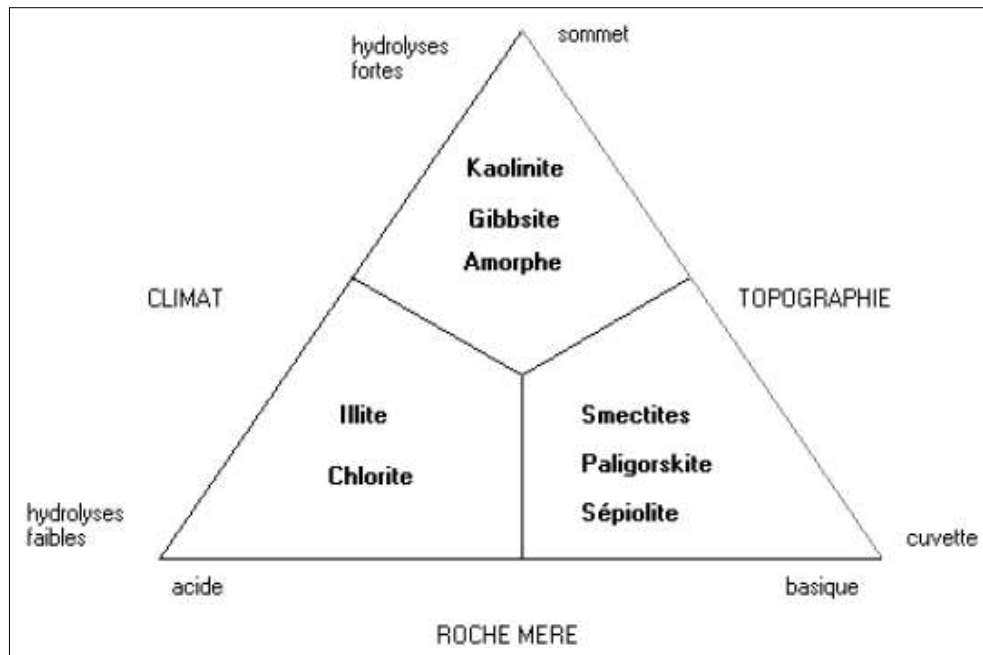 hydrolyses
fortes
sommet
Kaolinite
Gibbsite
Amorphe
CLIMAT
TOPOGRAPHIE
Illite
Chlorite
Smectites
Paligorskite
Sépiolite
hydrolyses
faibles
cuvette
acide
basique
ROCHE MERE